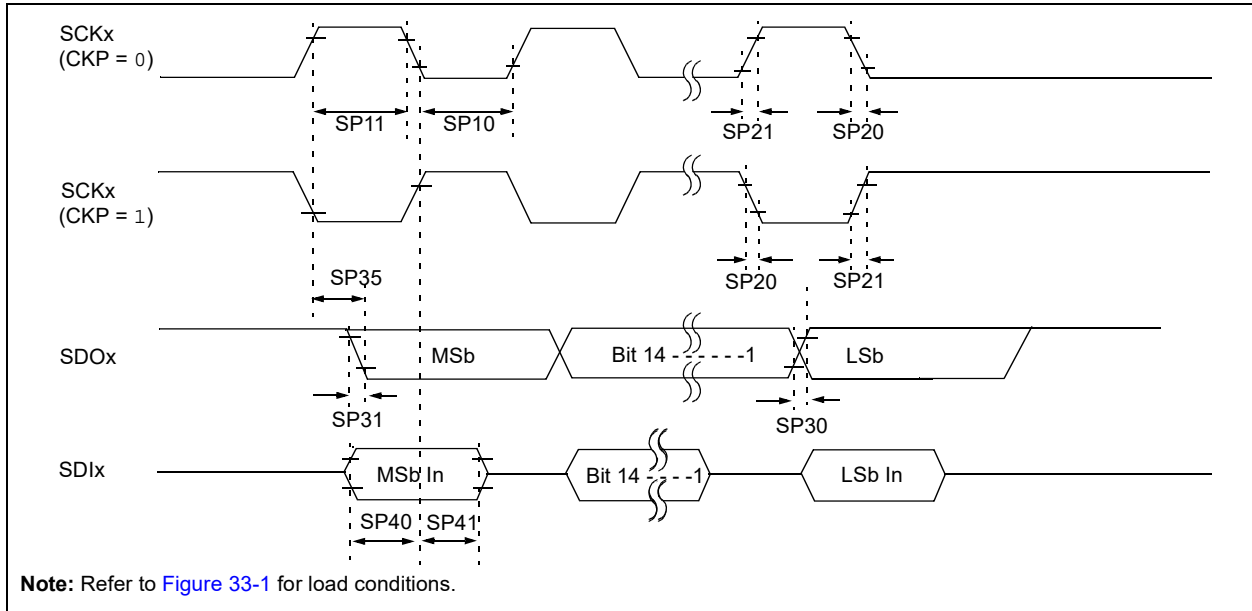 SCKx
(CKP = 0)
SP11
SP10
SP21
SP20
SCKx
(CKP = 1)
SP35
SP20
SP21
SDOx
MSb
Bit 14 - - - - - -1
LSb
SP31
SP30
SDIx
MSb In
Bit 14 - - - -1
LSb In
SP40
SP41
Note: Refer to Figure 33-1 for load conditions.